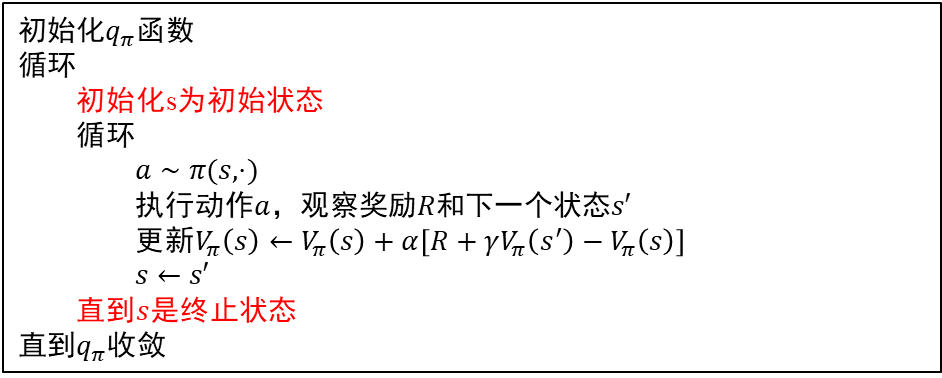 初始化qπ函数
循环
初始化s为初始状态
循环
a ~ π(s,·)
执行动作a，观察奖励R和下一个状态s′
更新Vπ(s) ← Vπ(s) + α[R + γVπ(s′) − Vπ(s)]
s ← s′
直到s是终止状态
直到qπ收敛